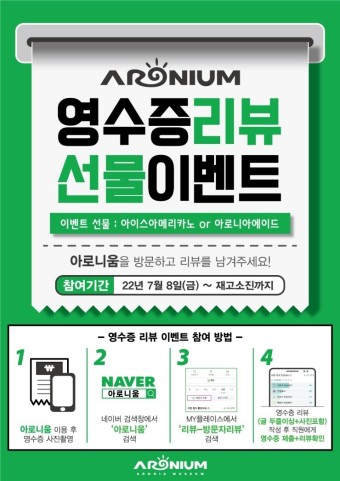 ARONIUM
영수증리뷰
선물이벤트
이벤트 선물 : 아이스아메리카노 or 아로니아에이드
아로니움을 방문하고 리뷰를 남겨주세요!
참여기간 22년 7월 8일(금) ~ 재고소진까지
– 영수증 리뷰 이벤트 참여 방법 –
1
₩
아로니움 이용 후
영수증 사진촬영
2
NAVER
아로니움
네이버 검색창에서
'아로니움'
검색
3
MY플레이스에서
'리뷰–방문자리뷰'
검색
4
영수증 리뷰
(글 두줄이상+사진포함)
작성 후 직원에게
영수증 제출+리뷰확인
ARONIUM
ARONIA MUSEUM